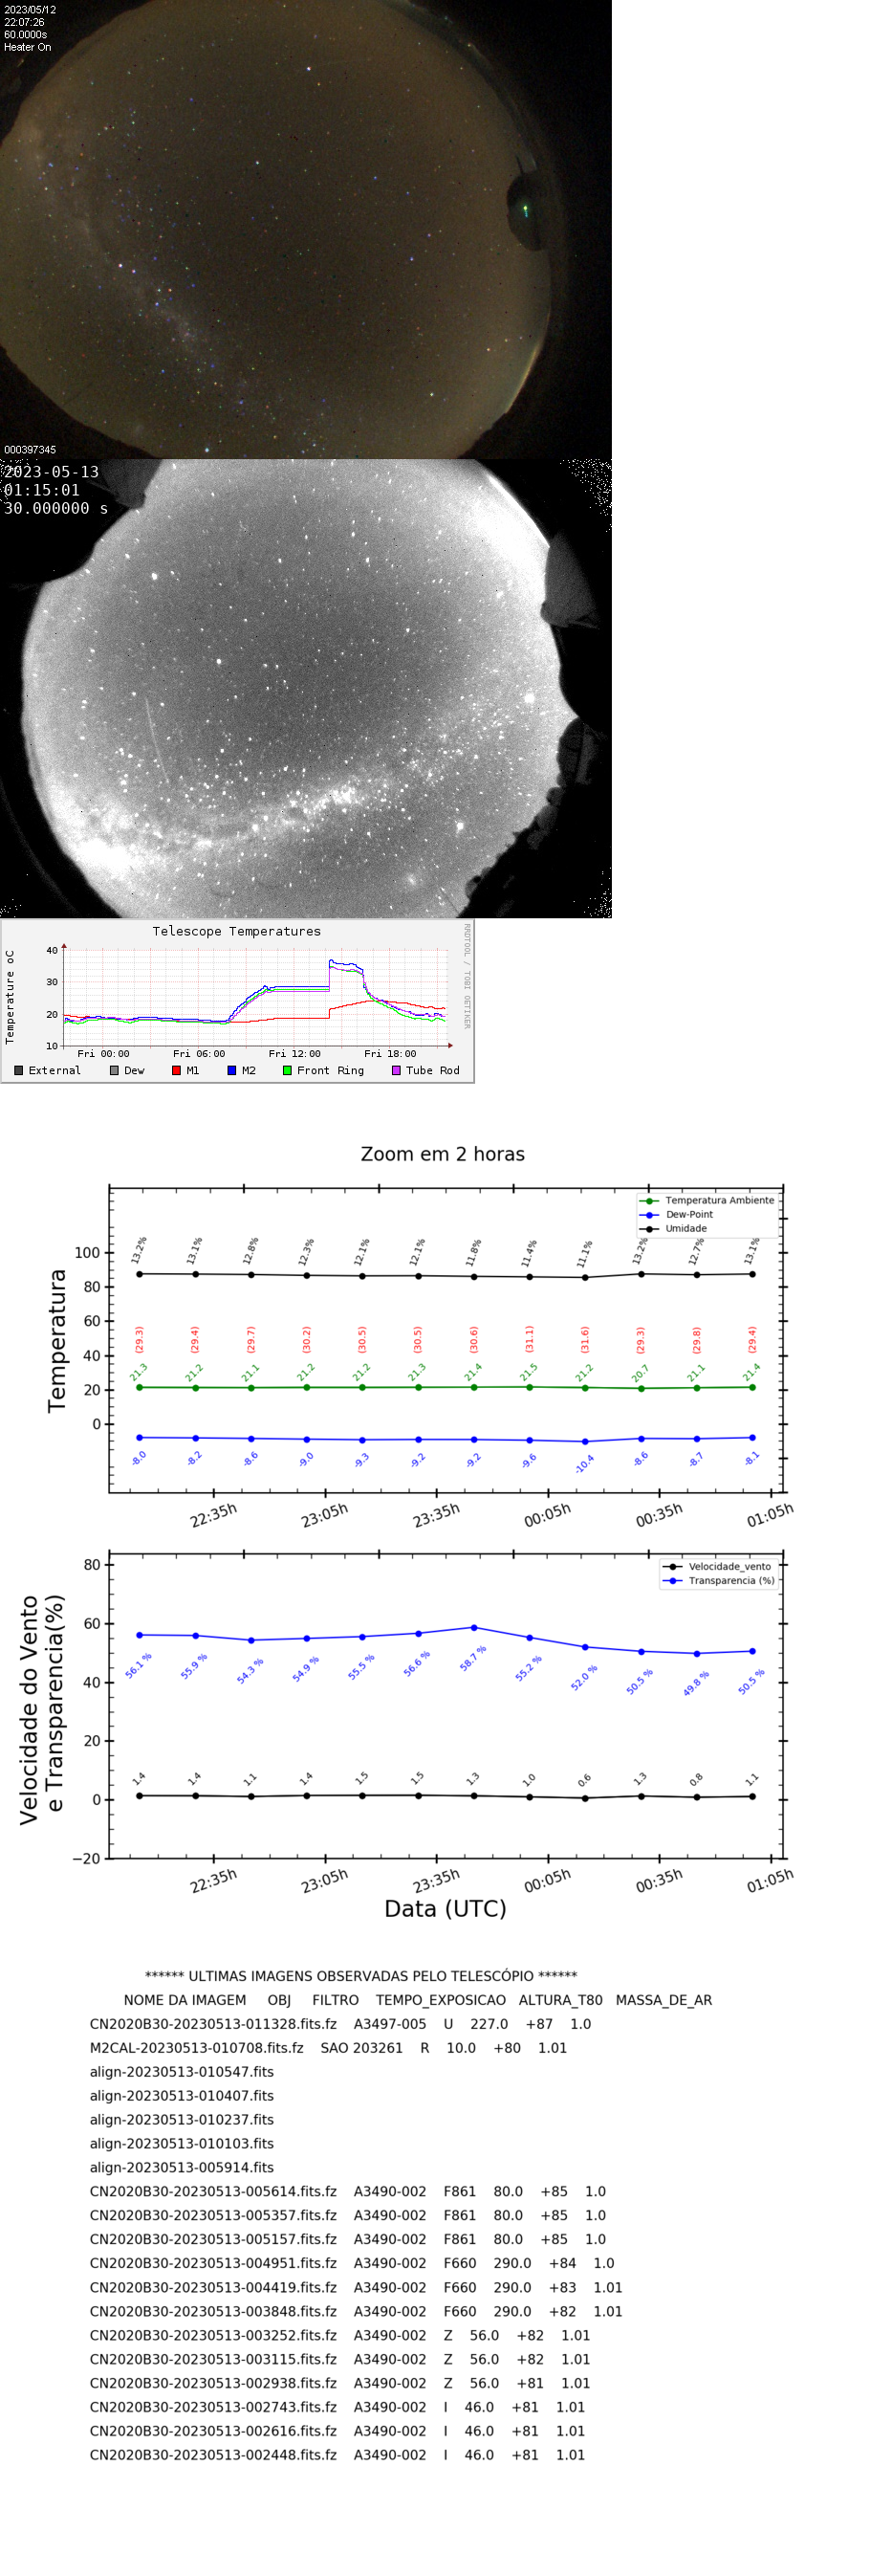 2023/05/12
22:07:26
60.0000s
Heater On
000397345
2023-05-13
01:15:01
30.000000 s
Telescope Temperatures
RRDTOOL / TOBI OETIKER
Temperature oC
40
30
20
10
Fri 00:00 Fri 06:00 Fri 12:00 Fri 18:00
External Dew M1 M2 Front Ring Tube Rod
Zoom em 2 horas
Temperatura Ambiente
Dew-Point
Umidade
Temperatura
100
80
60
40
20
0
13.2% 13.1% 12.8% 12.3% 12.1% 12.1% 11.8% 11.4% 11.1% 13.2% 12.7% 13.1%
(29.3) (29.4) (29.7) (30.2) (30.5) (30.5) (30.6) (31.1) (31.6) (29.3) (29.8) (29.4)
21.3 21.2 21.1 21.2 21.2 21.3 21.4 21.5 21.2 20.7 21.1 21.4
-8.0 -8.2 -8.6 -9.0 -9.3 -9.2 -9.2 -9.6 -10.4 -8.6 -8.7 -8.1
22:35h 23:05h 23:35h 00:05h 00:35h 01:05h
Velocidade_vento
Transparencia (%)
Velocidade do Vento
e Transparencia(%)
80
60
40
20
0
−20
56.1 % 55.9 % 54.3 % 54.9 % 55.5 % 56.6 % 58.7 % 55.2 % 52.0 % 50.5 % 49.8 % 50.5 %
1.4 1.4 1.1 1.4 1.5 1.5 1.3 1.0 0.6 1.3 0.8 1.1
22:35h 23:05h 23:35h 00:05h 00:35h 01:05h
Data (UTC)
****** ULTIMAS IMAGENS OBSERVADAS PELO TELESCÓPIO ******
NOME DA IMAGEM OBJ FILTRO TEMPO_EXPOSICAO ALTURA_T80 MASSA_DE_AR
CN2020B30-20230513-011328.fits.fz A3497-005 U 227.0 +87 1.0
M2CAL-20230513-010708.fits.fz SAO 203261 R 10.0 +80 1.01
align-20230513-010547.fits
align-20230513-010407.fits
align-20230513-010237.fits
align-20230513-010103.fits
align-20230513-005914.fits
CN2020B30-20230513-005614.fits.fz A3490-002 F861 80.0 +85 1.0
CN2020B30-20230513-005357.fits.fz A3490-002 F861 80.0 +85 1.0
CN2020B30-20230513-005157.fits.fz A3490-002 F861 80.0 +85 1.0
CN2020B30-20230513-004951.fits.fz A3490-002 F660 290.0 +84 1.0
CN2020B30-20230513-004419.fits.fz A3490-002 F660 290.0 +83 1.01
CN2020B30-20230513-003848.fits.fz A3490-002 F660 290.0 +82 1.01
CN2020B30-20230513-003252.fits.fz A3490-002 Z 56.0 +82 1.01
CN2020B30-20230513-003115.fits.fz A3490-002 Z 56.0 +82 1.01
CN2020B30-20230513-002938.fits.fz A3490-002 Z 56.0 +81 1.01
CN2020B30-20230513-002743.fits.fz A3490-002 I 46.0 +81 1.01
CN2020B30-20230513-002616.fits.fz A3490-002 I 46.0 +81 1.01
CN2020B30-20230513-002448.fits.fz A3490-002 I 46.0 +81 1.01